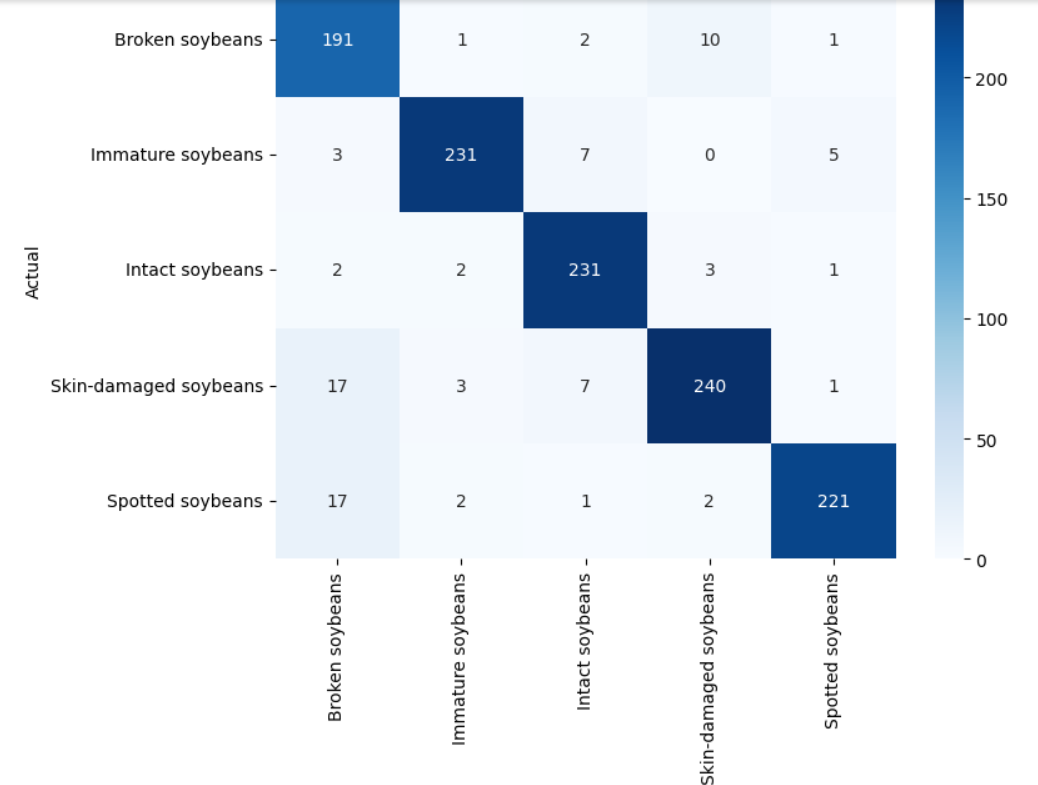 Broken soybeans 191 1 2 10 1
200
Immature soybeans 3 231 7 0 5
150
Actual
Intact soybeans 2 2 231 3 1
100
Skin-damaged soybeans 17 3 7 240 1
50
Spotted soybeans 17 2 1 2 221
0
Broken soybeans
Immature soybeans
Intact soybeans
Skin-damaged soybeans
Spotted soybeans